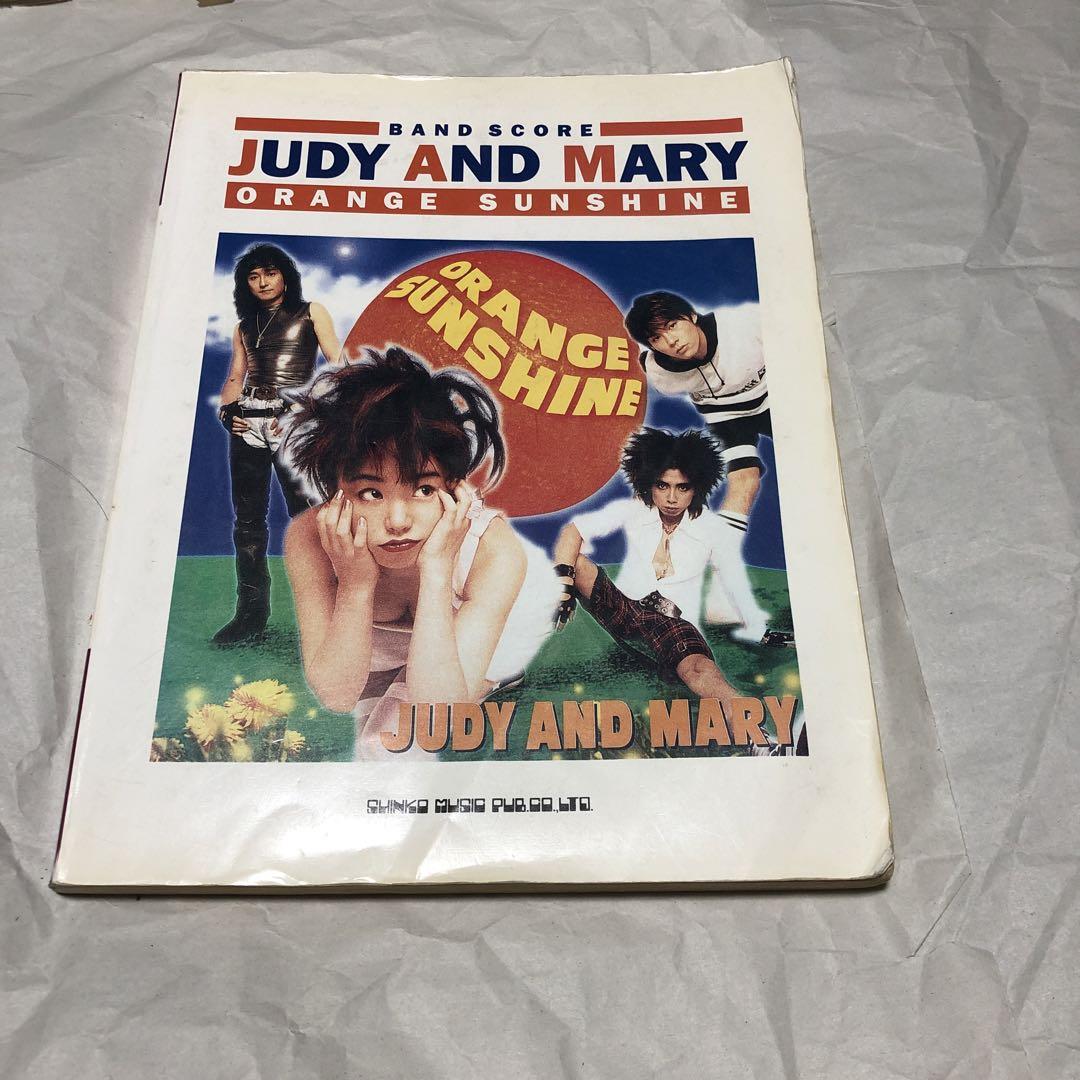 BAND SCORE
JUDY AND MARY
ORANGE SUNSHINE
ORANGE
SUNSHINE
JUDY AND MARY
SHINKO MUSIC PUB.CO.,LTD.